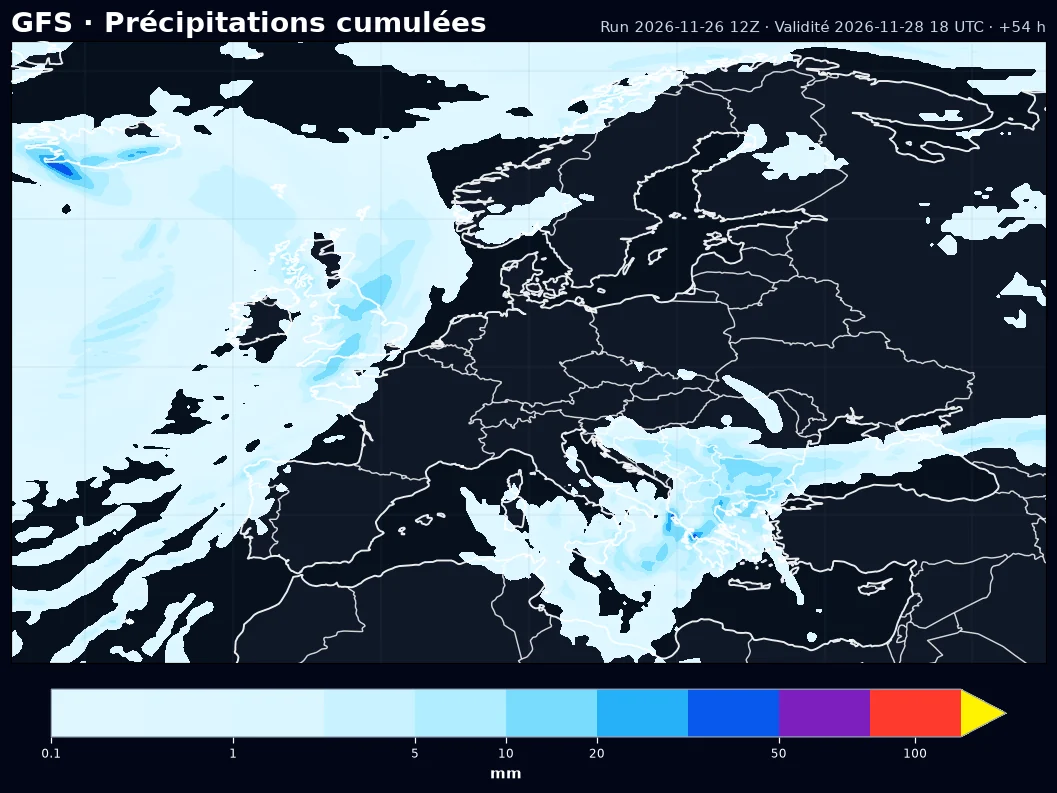 GFS · Précipitations cumulées
Run 2026-11-26 12Z · Validité 2026-11-28 18 UTC · +54 h
0.1 1 5 10 20 50 100
mm